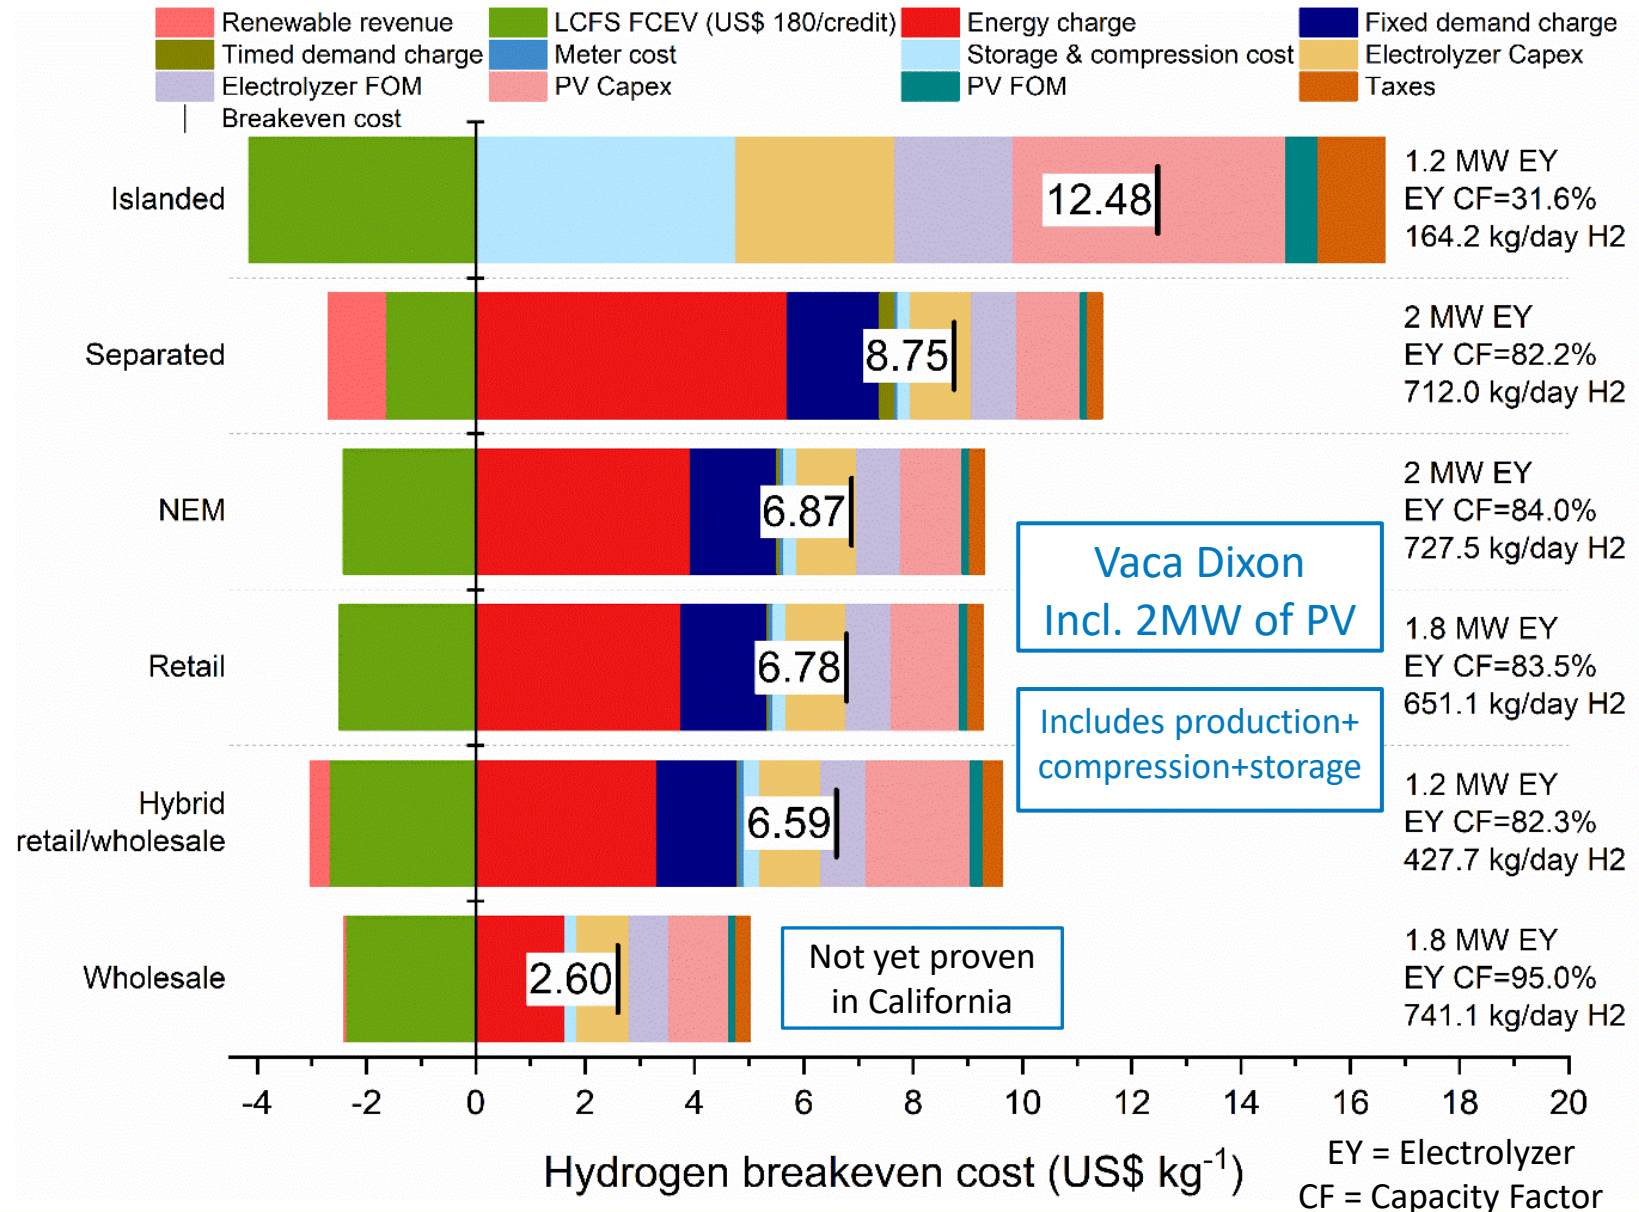 Renewable revenue
LCFS FCEV (US$ 180/credit)
Energy charge
Fixed demand charge
Timed demand charge
Meter cost
Storage & compression cost
Electrolyzer Capex
Electrolyzer FOM
PV Capex
PV FOM
Taxes
Breakeven cost
Islanded
12.48
1.2 MW EY
EY CF=31.6%
164.2 kg/day H2
Separated
8.75
2 MW EY
EY CF=82.2%
712.0 kg/day H2
NEM
6.87
2 MW EY
EY CF=84.0%
727.5 kg/day H2
Vaca Dixon
Incl. 2MW of PV
Retail
6.78
1.8 MW EY
EY CF=83.5%
651.1 kg/day H2
Includes production+
compression+storage
Hybrid
retail/wholesale
6.59
1.2 MW EY
EY CF=82.3%
427.7 kg/day H2
Wholesale
2.60
Not yet proven
in California
1.8 MW EY
EY CF=95.0%
741.1 kg/day H2
-4 -2 0 2 4 6 8 10 12 14 16 18 20
Hydrogen breakeven cost (US$ kg⁻¹)
EY = Electrolyzer
CF = Capacity Factor